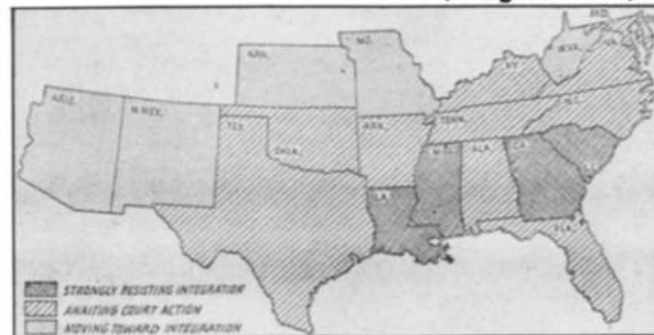 MO.
KAN.
MD.
W.VA.
VA.
KY.
ARIZ.
N.MEX.
N.C.
TENN.
TEX.
OKLA.
ARK.
MISS.
ALA.
GA.
S.C.
LA.
FLA.
STRONGLY RESISTING INTEGRATION
AWAITING COURT ACTION
MOVING TOWARD INTEGRATION